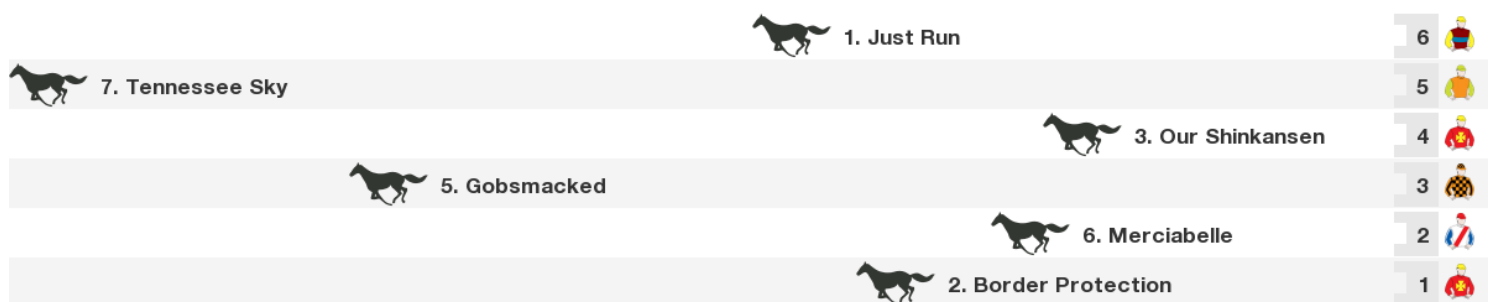 1. Just Run 6
7. Tennessee Sky 5
3. Our Shinkansen 4
5. Gobsmacked 3
6. Merciabelle 2
2. Border Protection 1